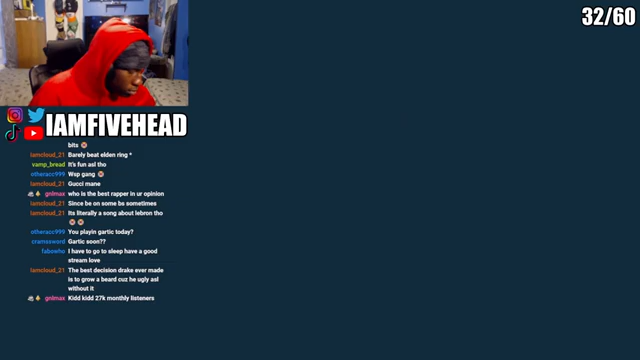 32/60
IAMFIVEHEAD
bits
iamcloud_21 Barely beat elden ring *
vamp_bread It's fun asl tho
otheracc999 Wsp gang
iamcloud_21 Gucci mane
gnlmax who is the best rapper in ur opinion
iamcloud_21 Since be on some bs sometimes
iamcloud_21 Its literally a song about lebron tho
otheracc999 You playin gartic today?
cramssword Gartic soon??
fabowho I have to go to sleep have a good
stream love
iamcloud_21 The best decision drake ever made
is to grow a beard cuz he ugly asl
without it
gnlmax Kidd kidd 27k monthly listeners